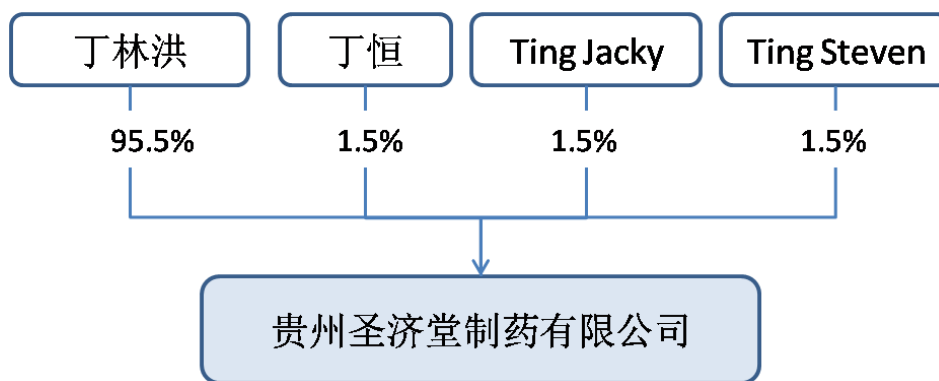 丁林洪
丁恒
Ting Jacky
Ting Steven
95.5%
1.5%
1.5%
1.5%
贵州圣济堂制药有限公司